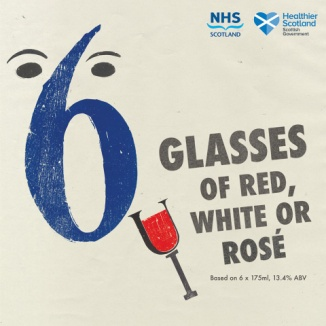 NHS
SCOTLAND
Healthier
Scotland
Scottish
Government
6
GLASSES
OF RED,
WHITE OR
ROSÉ
Based on 6 x 175ml, 13.4% ABV